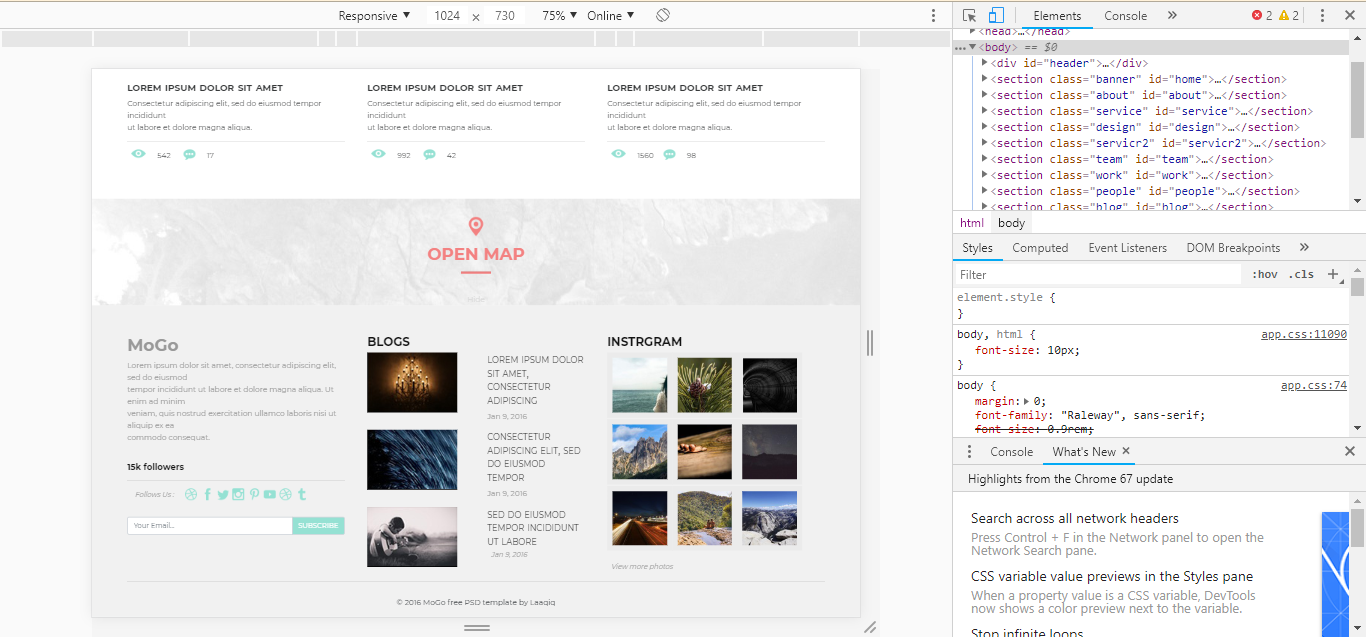 Responsive ▼ 1024 × 730 75% ▼ Online ▼
LOREM IPSUM DOLOR SIT AMET
Consectetur adipiscing elit, sed do eiusmod tempor
incididunt
ut labore et dolore magna aliqua.
542 17
LOREM IPSUM DOLOR SIT AMET
Consectetur adipiscing elit, sed do eiusmod tempor
incididunt
ut labore et dolore magna aliqua.
992 42
LOREM IPSUM DOLOR SIT AMET
Consectetur adipiscing elit, sed do eiusmod tempor
incididunt
ut labore et dolore magna aliqua.
1560 98
OPEN MAP
MoGo
Lorem ipsum dolor sit amet, consectetur adipiscing elit,
sed do eiusmod
tempor incididunt ut labore et dolore magna aliqua. Ut
enim ad minim
veniam, quis nostrud exercitation ullamco laboris nisi ut
aliquip ex ea
commodo consequat.
15k followers
Follows Us :
Your Email... SUBSCRIBE
BLOGS
LOREM IPSUM DOLOR
SIT AMET,
CONSECTETUR
ADIPISCING
Jan 9, 2016
CONSECTETUR
ADIPISCING ELIT, SED
DO EIUSMOD
TEMPOR
Jan 9, 2016
SED DO EIUSMOD
TEMPOR INCIDIDUNT
UT LABORE
Jan 9, 2016
INSTRGRAM
View more photos
© 2016 MoGo free PSD template by Laaqiq
Elements Console » 2 2
<head>…</head>
…▼<body> == $0
<div id="header">…</div>
<section class="banner" id="home">…</section>
<section class="about" id="about">…</section>
<section class="service" id="service">…</section>
<section class="design" id="design">…</section>
<section class="servicr2" id="servicr2">…</section>
<section class="team" id="team">…</section>
<section class="work" id="work">…</section>
<section class="people" id="people">…</section>
<section class="blog" id="blog">…</section>
html body
Styles Computed Event Listeners DOM Breakpoints »
Filter :hov .cls +
element.style {
}
body, html { app.css:11090
font-size: 10px;
}
body { app.css:74
margin:▶ 0;
font-family: "Raleway", sans-serif;
font-size: 0.9rem;
Console What's New ×
Highlights from the Chrome 67 update
Search across all network headers
Press Control + F in the Network panel to open the
Network Search pane.
CSS variable value previews in the Styles pane
When a property value is a CSS variable, DevTools
now shows a color preview next to the variable.
Stop infinite loops